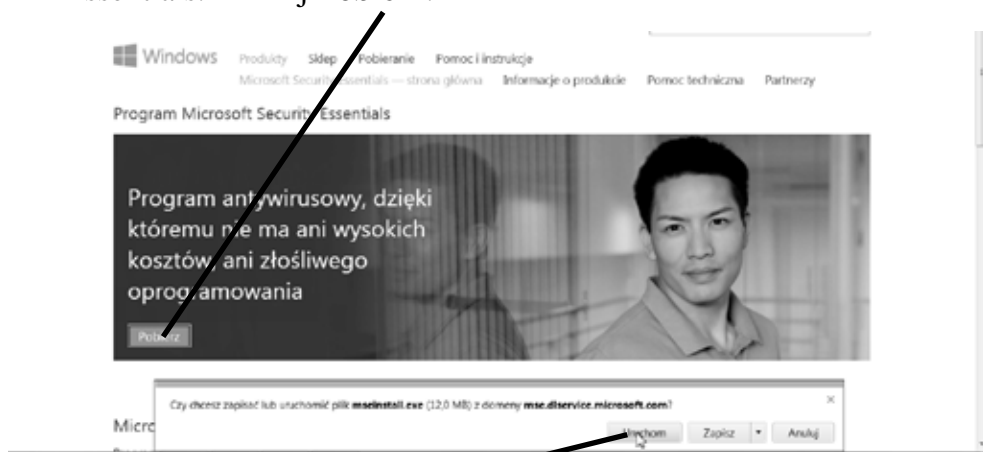 Windows Produkty Sklep Pobieranie Pomoc i instrukcje
Microsoft Security Essentials — strona główna Informacje o produkcie Pomoc techniczna Partnerzy
Program Microsoft Security Essentials
Program antywirusowy, dzięki
któremu nie ma ani wysokich
kosztów, ani złośliwego
oprogramowania
Pobierz
Czy chcesz zapisać lub uruchomić plik mseinstall.exe (12,0 MB) z domeny mse.dlservice.microsoft.com?
Micro
Uruchom Zapisz Anuluj